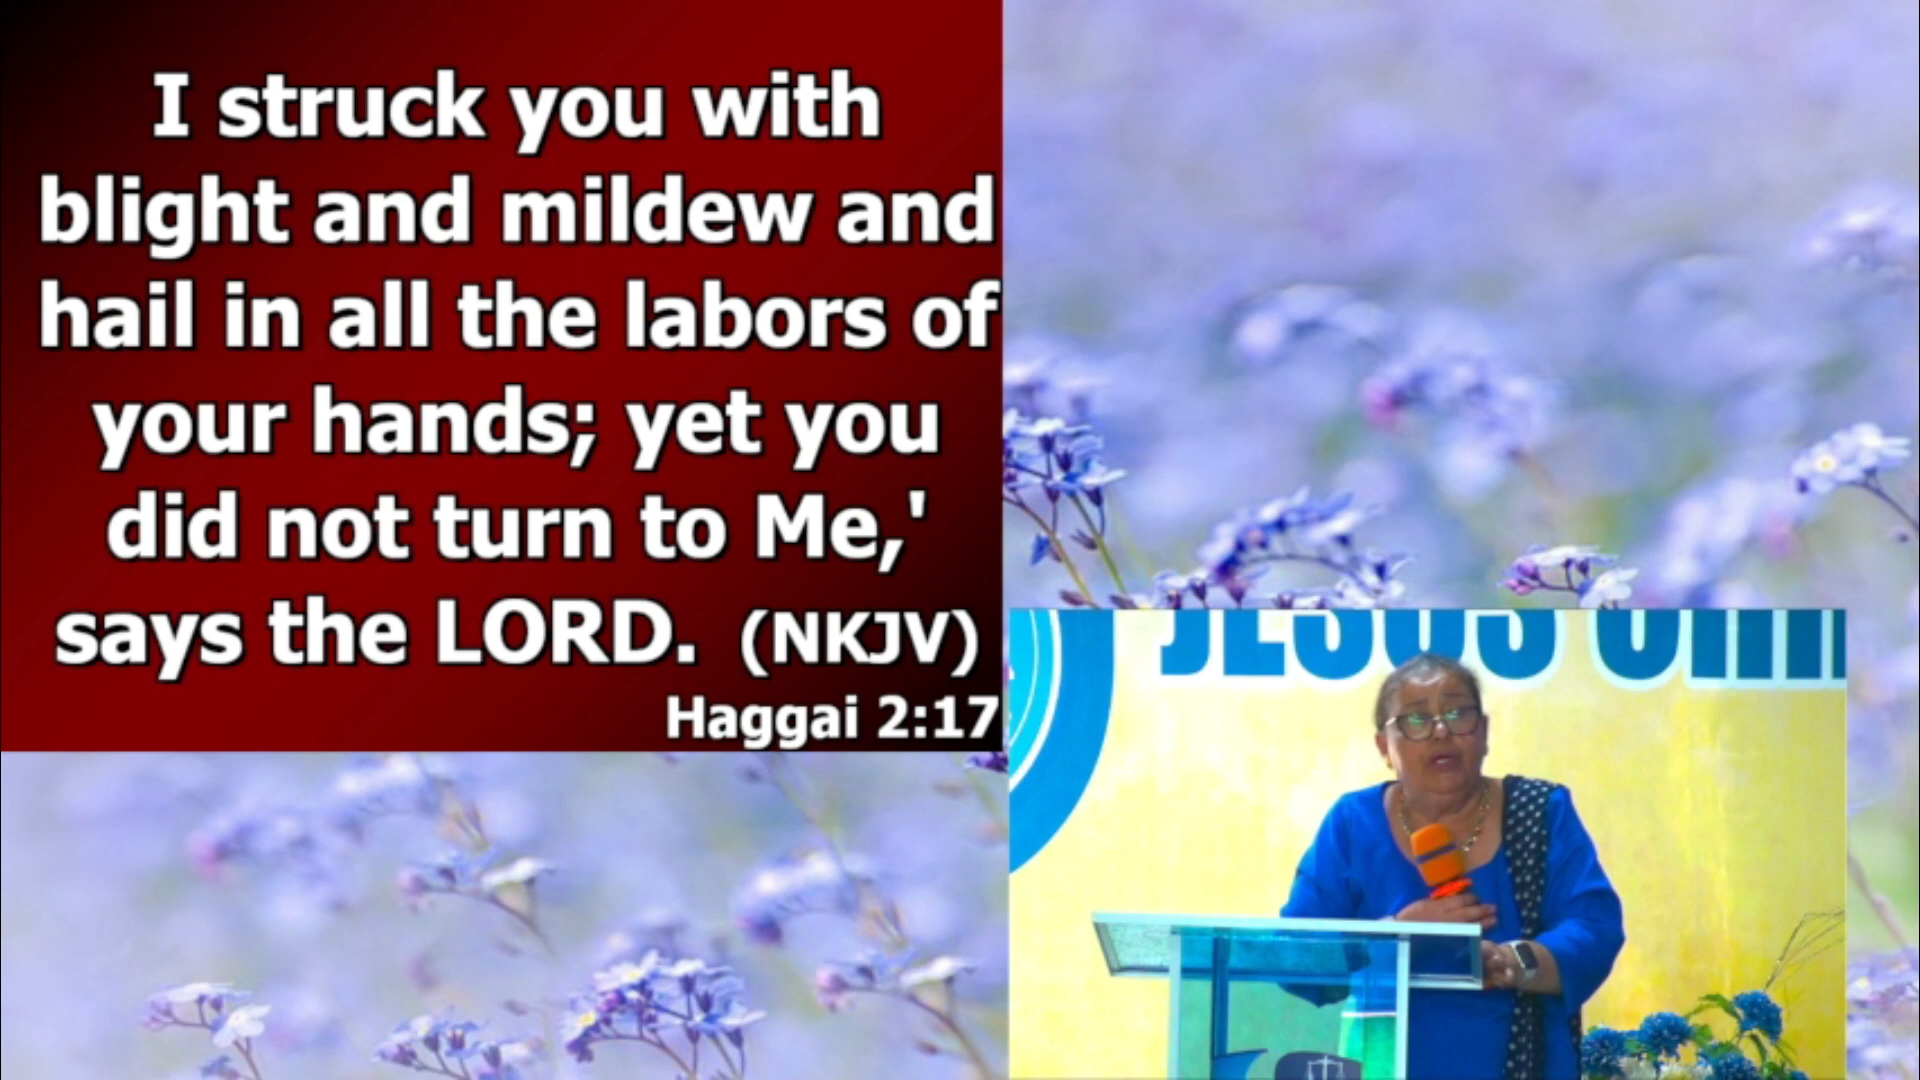 I struck you with
blight and mildew and
hail in all the labors of
your hands; yet you
did not turn to Me,'
says the LORD. (NKJV)
Haggai 2:17
JESUS